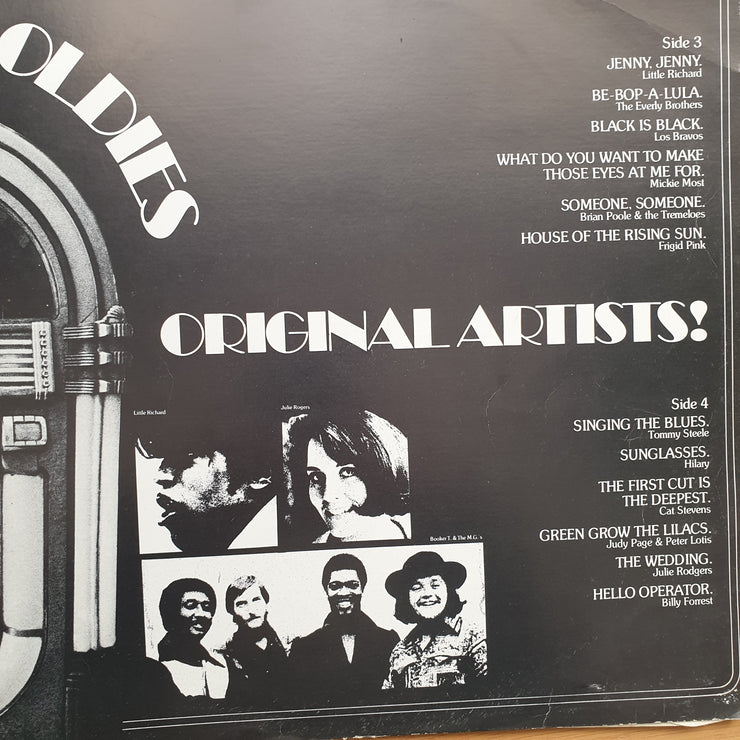 OLDIES
Side 3
JENNY, JENNY.
Little Richard
BE-BOP-A-LULA.
The Everly Brothers
BLACK IS BLACK.
Los Bravos
WHAT DO YOU WANT TO MAKE
THOSE EYES AT ME FOR.
Mickie Most
SOMEONE, SOMEONE.
Brian Poole & the Tremeloes
HOUSE OF THE RISING SUN.
Frigid Pink
ORIGINAL ARTISTS!
Side 4
SINGING THE BLUES.
Tommy Steele
SUNGLASSES.
Hilary
THE FIRST CUT IS
THE DEEPEST.
Cat Stevens
GREEN GROW THE LILACS.
Judy Page & Peter Lotis
THE WEDDING.
Julie Rodgers
HELLO OPERATOR.
Billy Forrest
Little Richard
Julie Rogers
Booker T. & The M.G.'s